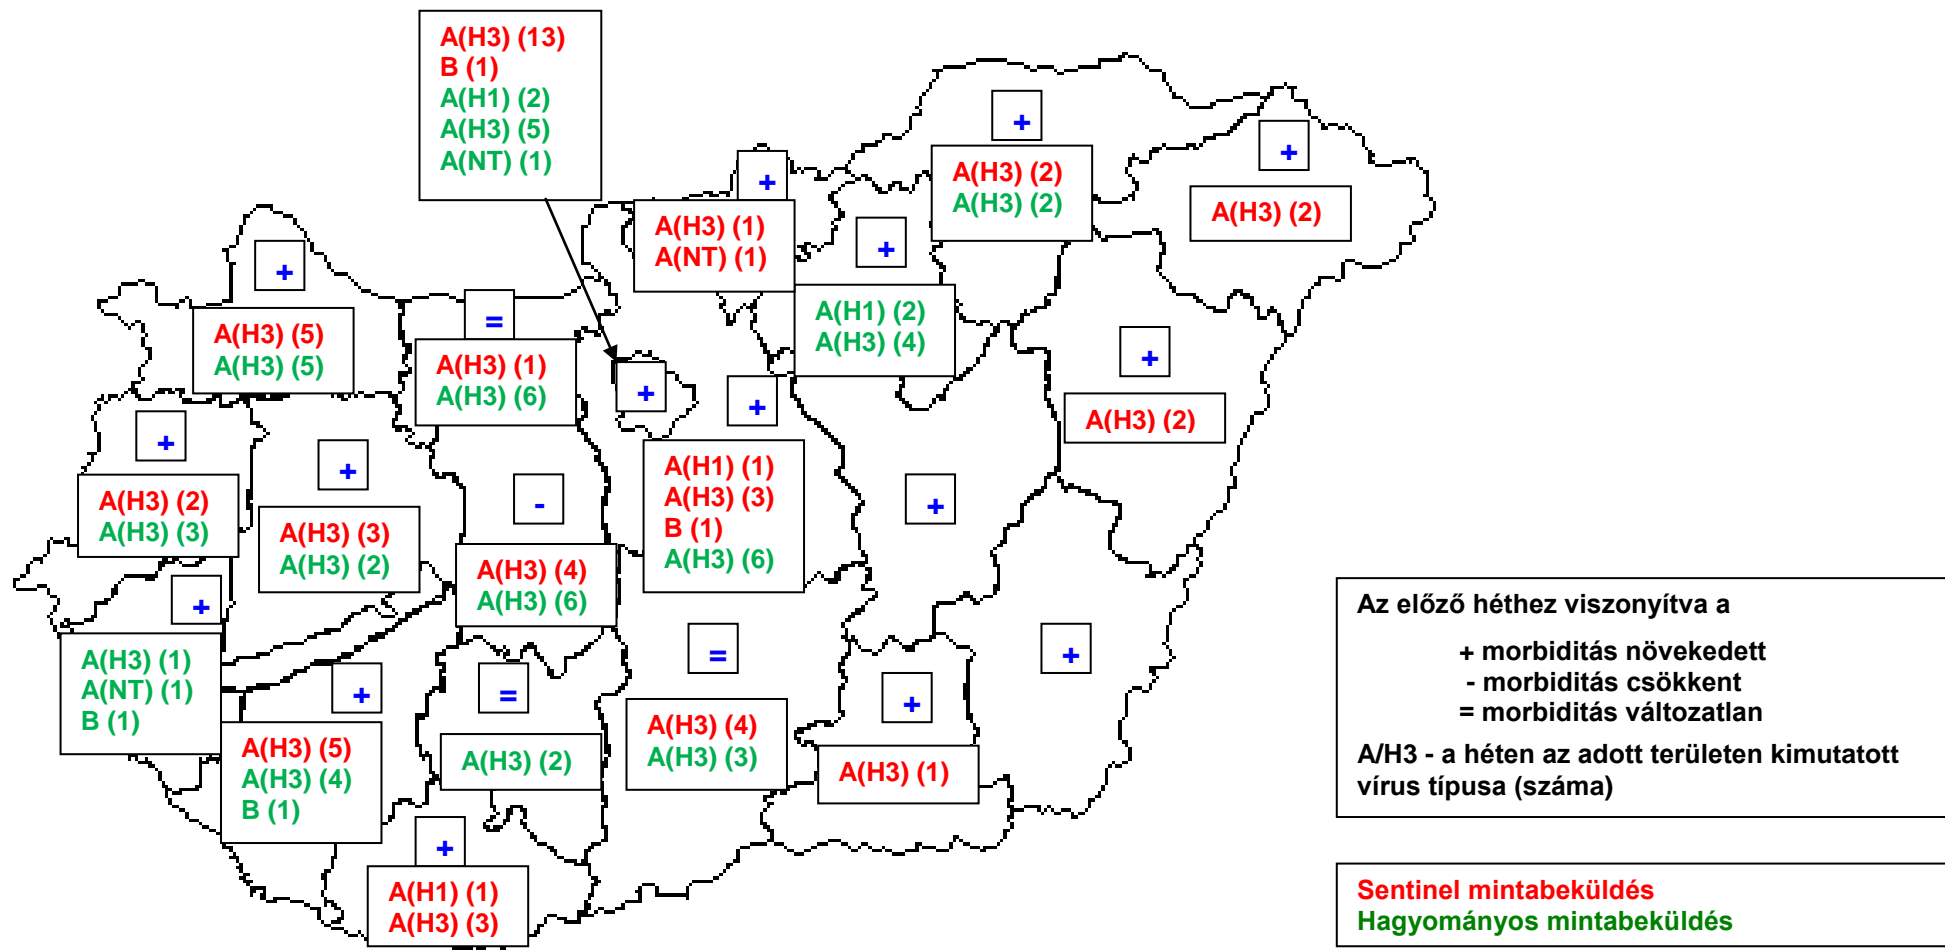 A(H3) (13)
B (1)
A(H1) (2)
A(H3) (5)
A(NT) (1)
+
A(H3) (2)
A(H3) (2)
+
A(H3) (2)
+
A(H3) (1)
A(NT) (1)
+
A(H1) (2)
A(H3) (4)
+
A(H3) (5)
A(H3) (5)
=
A(H3) (1)
A(H3) (6)
+
+
A(H1) (1)
A(H3) (3)
B (1)
A(H3) (6)
+
A(H3) (2)
+
A(H3) (2)
A(H3) (3)
+
A(H3) (3)
A(H3) (2)
-
A(H3) (4)
A(H3) (6)
+
+
A(H3) (1)
A(NT) (1)
B (1)
+
A(H3) (5)
A(H3) (4)
B (1)
=
A(H3) (2)
=
A(H3) (4)
A(H3) (3)
+
A(H3) (1)
+
+
A(H1) (1)
A(H3) (3)
Az előző héthez viszonyítva a
+ morbiditás növekedett
- morbiditás csökkent
= morbiditás változatlan
A/H3 - a héten az adott területen kimutatott
vírus típusa (száma)
Sentinel mintabeküldés
Hagyományos mintabeküldés